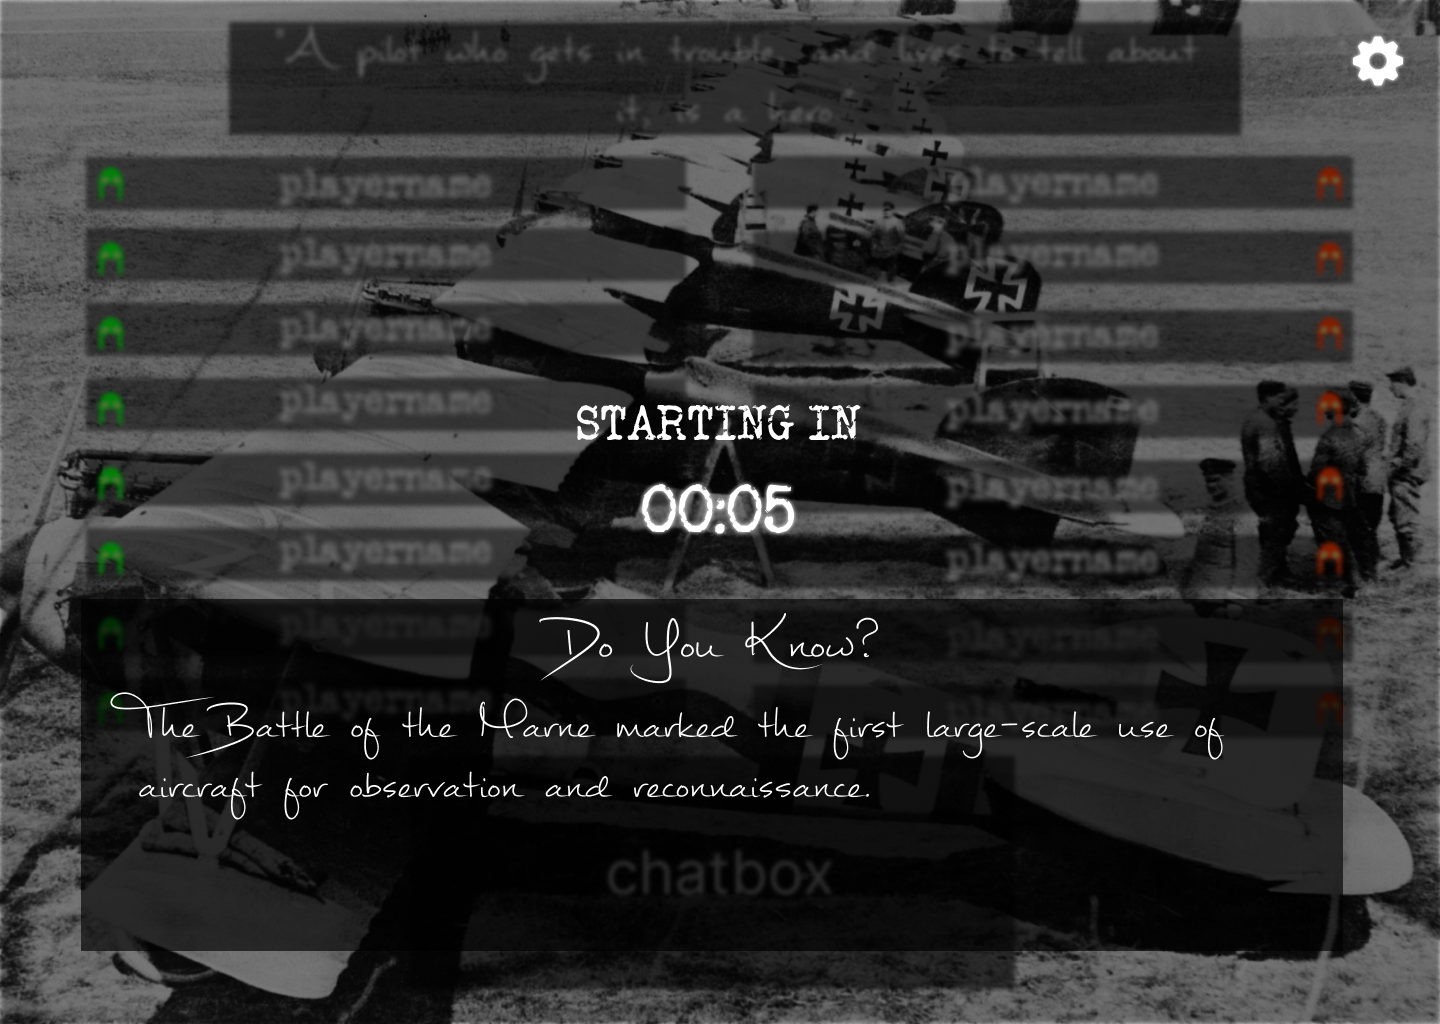 "A pilot who gets in trouble, and lives to tell about
it, is a hero"
playername playername
playername playername
playername playername
playername playername
playername playername
playername playername
playername playername
playername playername
STARTING IN
00:05
Do You Know?
The Battle of the Marne marked the first large-scale use of
aircraft for observation and reconnaissance.
chatbox